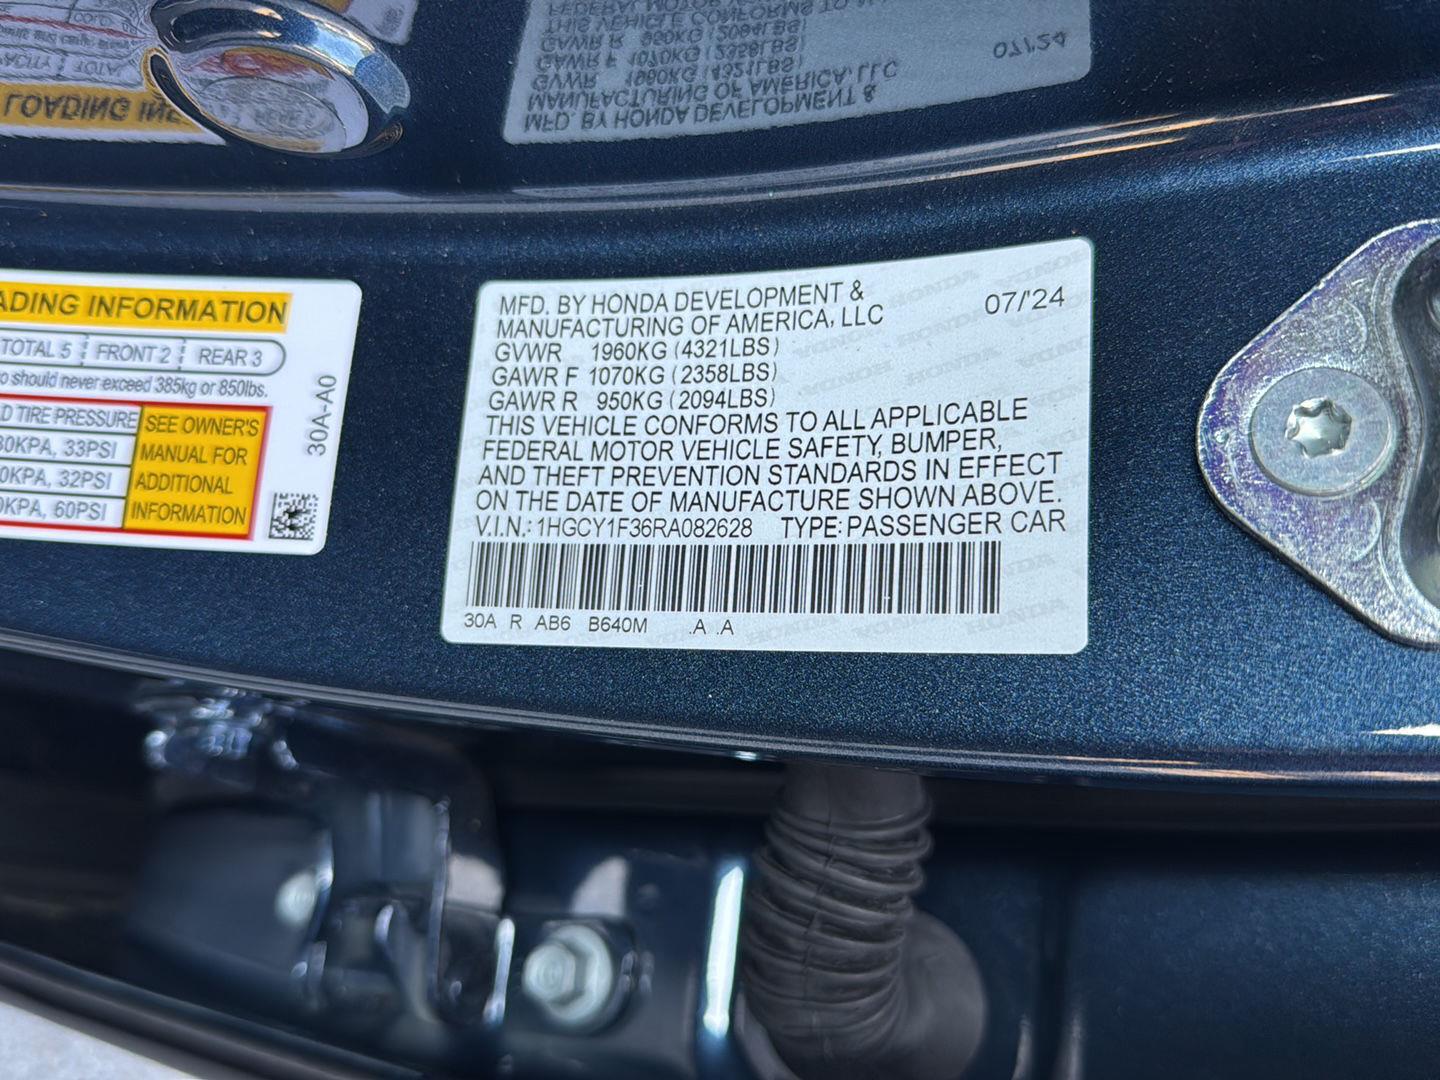 ADING INFORMATION
TOTAL 5 FRONT 2 REAR 3
should never exceed 385kg or 850lbs.
TIRE PRESSURE
33PSI
32PSI
60PSI
SEE OWNER'S
MANUAL FOR
ADDITIONAL
INFORMATION
30A-A0
MFD. BY HONDA DEVELOPMENT &
MANUFACTURING OF AMERICA, LLC
07/'24
GVWR 1960KG (4321LBS)
GAWR F 1070KG (2358LBS)
GAWR R 950KG (2094LBS)
THIS VEHICLE CONFORMS TO ALL APPLICABLE
FEDERAL MOTOR VEHICLE SAFETY, BUMPER,
AND THEFT PREVENTION STANDARDS IN EFFECT
ON THE DATE OF MANUFACTURE SHOWN ABOVE.
V.I.N.: 1HGCY1F36RA082628 TYPE: PASSENGER CAR
30A R AB6 B640M .A .A